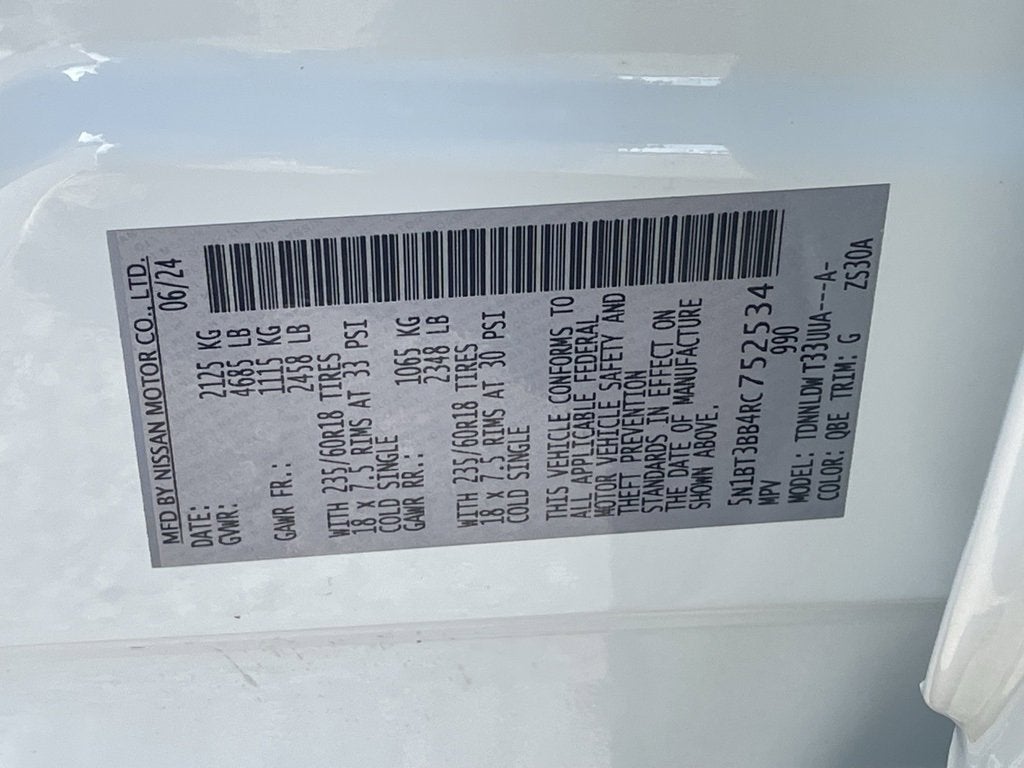 MFD BY NISSAN MOTOR CO., LTD.
DATE: 06/24
GVWR: 2125 KG
4685 LB
GAWR FR.: 1115 KG
2458 LB
WITH 235/60R18 TIRES
18 X 7.5 RIMS AT 33 PSI
COLD SINGLE
GAWR RR.: 1065 KG
2348 LB
WITH 235/60R18 TIRES
18 X 7.5 RIMS AT 30 PSI
COLD SINGLE
THIS VEHICLE CONFORMS TO
ALL APPLICABLE FEDERAL
MOTOR VEHICLE SAFETY AND
THEFT PREVENTION
STANDARDS IN EFFECT ON
THE DATE OF MANUFACTURE
SHOWN ABOVE.
5N1BT3BB4RC752534
MPV 990
MODEL: TDNNLDWT33UUA---A-
COLOR: QBE TRIM: G ZS30A